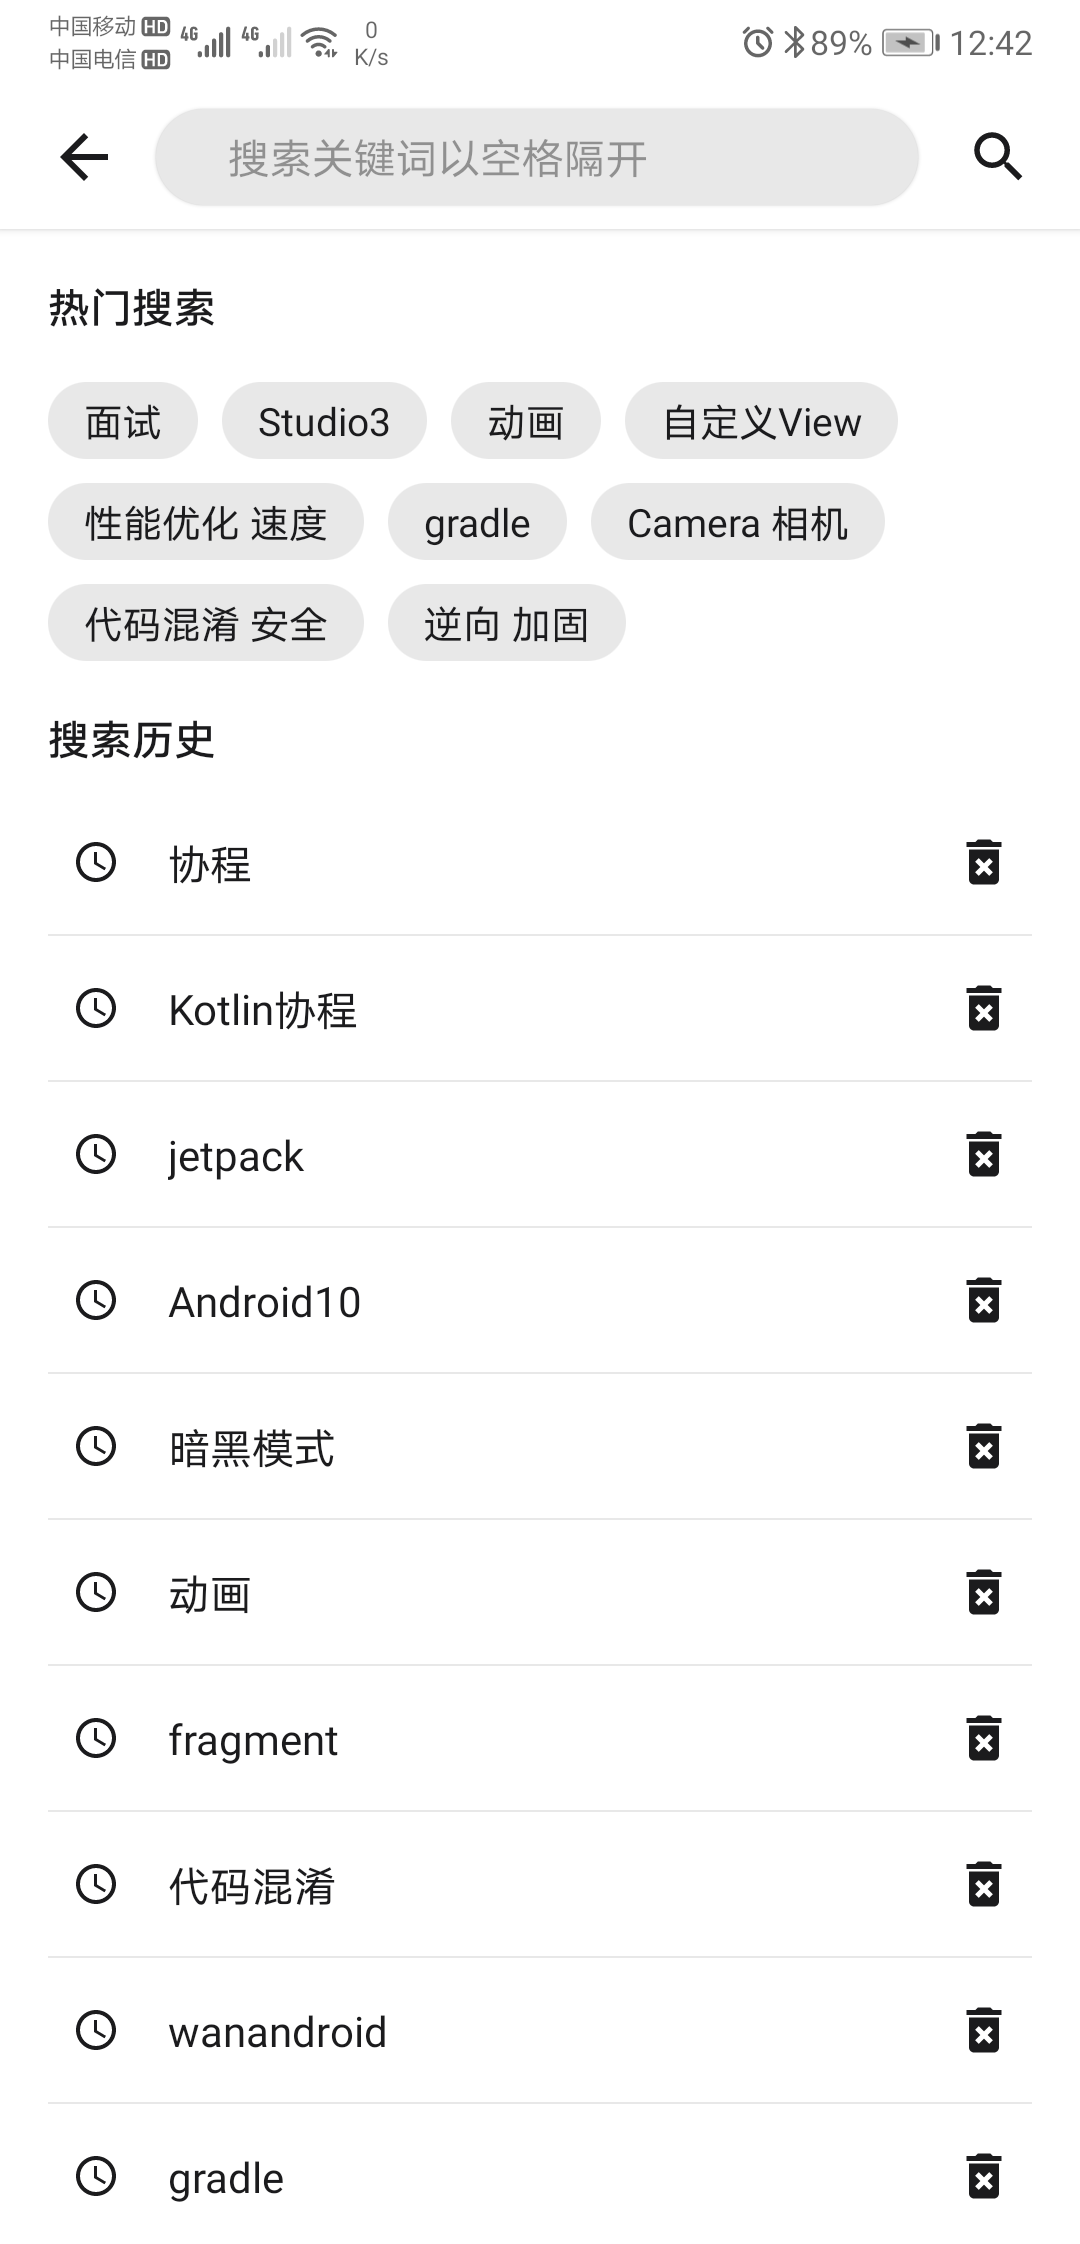 中国移动 HD 4G 4G 0 K/s 89% 12:42
中国电信 HD
搜索关键词以空格隔开
热门搜索
面试 Studio3 动画 自定义View
性能优化 速度 gradle Camera 相机
代码混淆 安全 逆向 加固
搜索历史
协程
Kotlin协程
jetpack
Android10
暗黑模式
动画
fragment
代码混淆
wanandroid
gradle